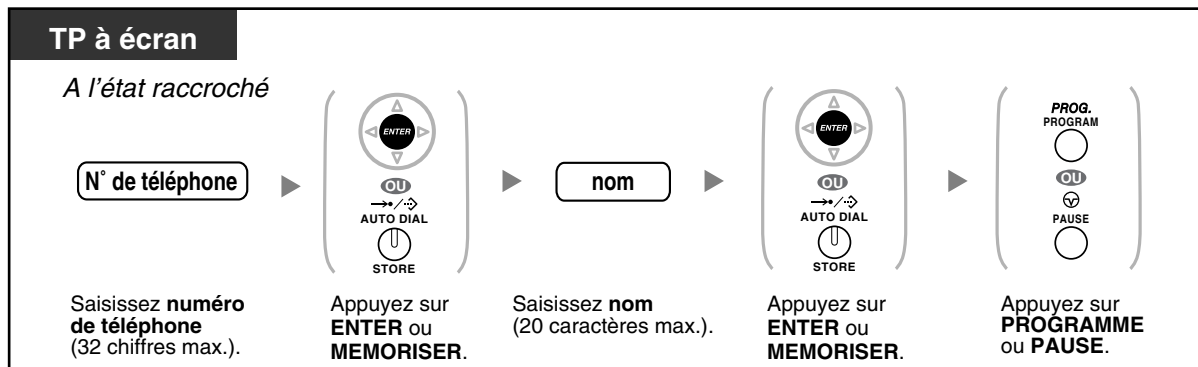 TP à écran
A l'état raccroché
N° de téléphone
ENTER
OU
AUTO DIAL
STORE
nom
ENTER
OU
AUTO DIAL
STORE
PROG.
PROGRAM
OU
PAUSE
Saisissez numéro
de téléphone
(32 chiffres max.).
Appuyez sur
ENTER ou
MEMORISER.
Saisissez nom
(20 caractères max.).
Appuyez sur
ENTER ou
MEMORISER.
Appuyez sur
PROGRAMME
ou PAUSE.